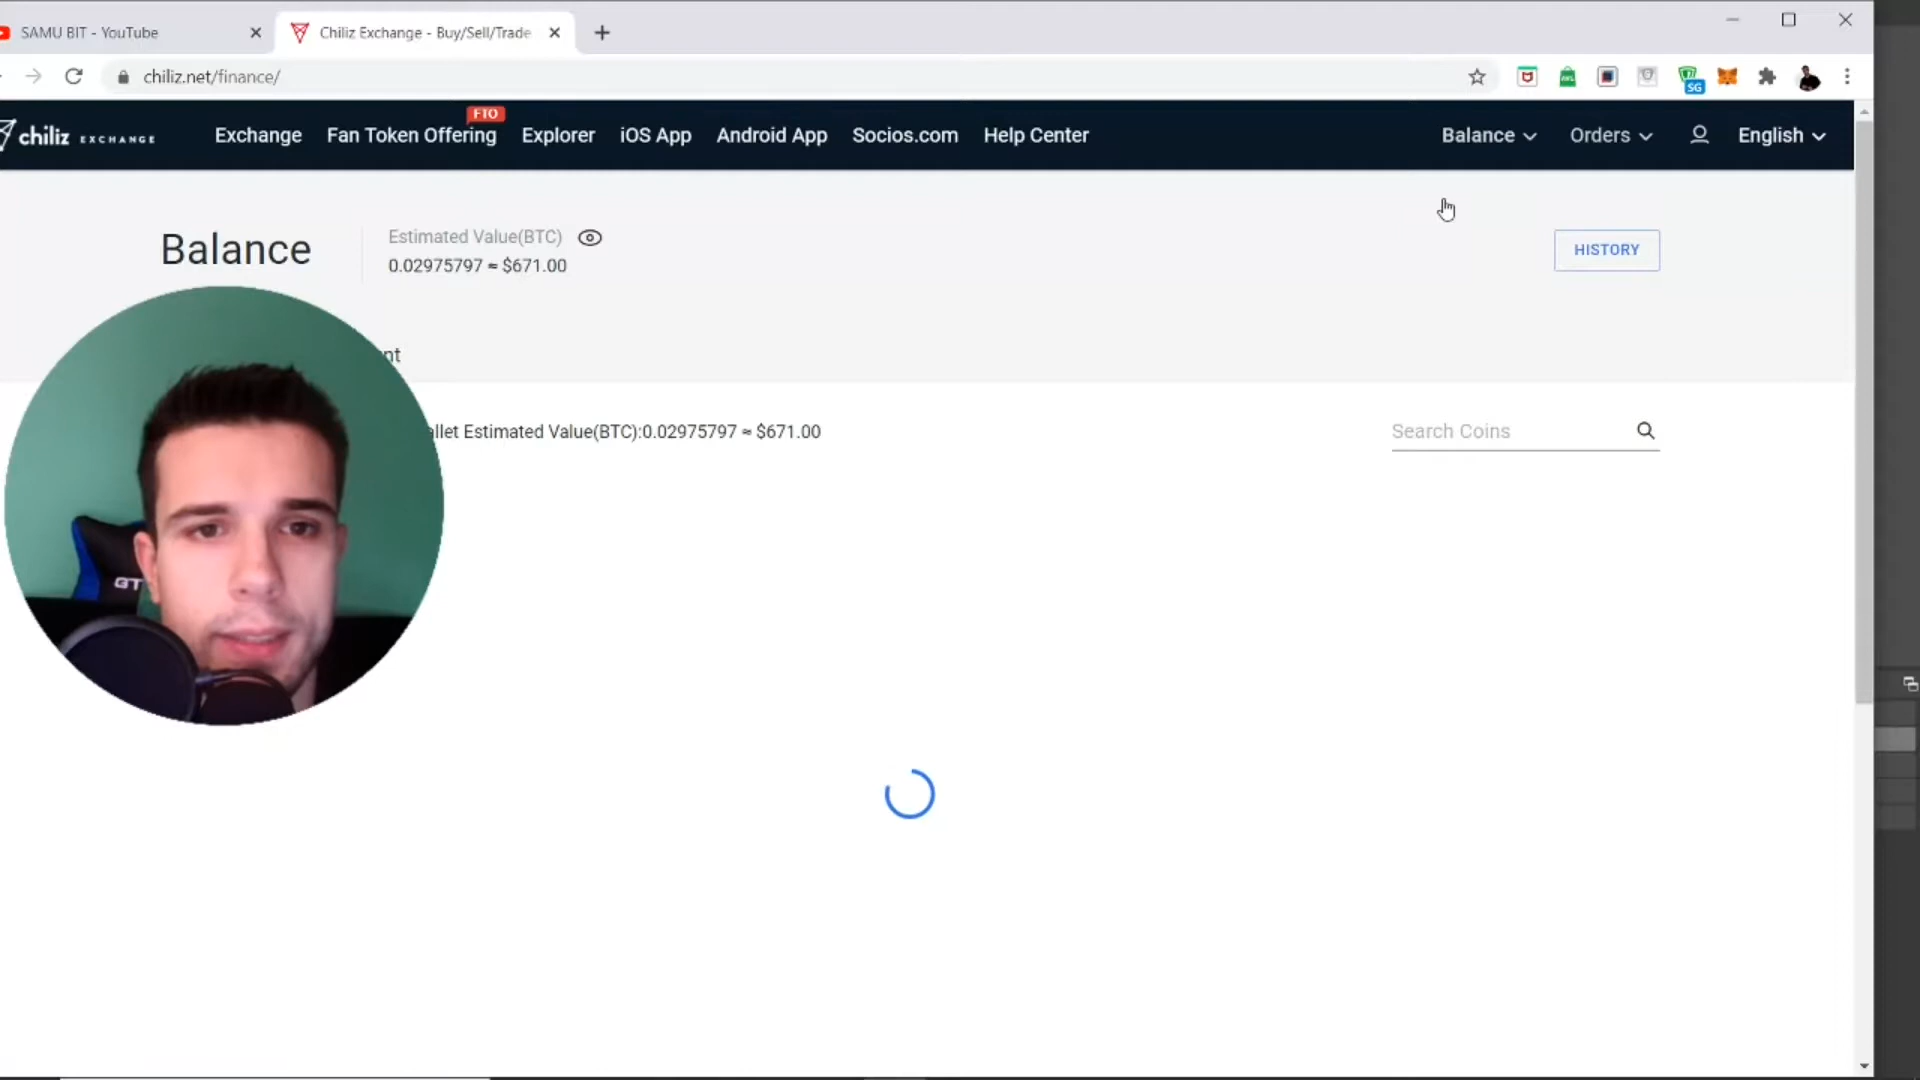 SAMU BIT - YouTube
Chiliz Exchange - Buy/Sell/Trade
chiliz.net/finance/
SG
chiliz EXCHANGE
Exchange
FTO
Fan Token Offering
Explorer
iOS App
Android App
Socios.com
Help Center
Balance
Orders
English
Balance
Estimated Value(BTC)
0.02975797 ≈ $671.00
HISTORY
nt
allet Estimated Value(BTC):0.02975797 ≈ $671.00
Search Coins
GT